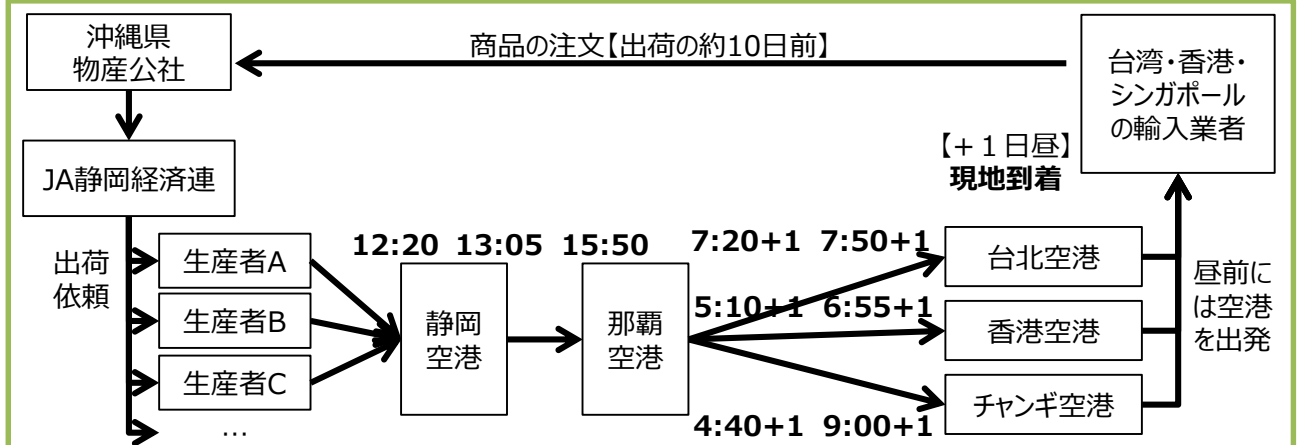 沖縄県
物産公社
商品の注文【出荷の約10日前】
台湾・香港・
シンガポール
の輸入業者
JA静岡経済連
【+１日昼】
現地到着
出荷
依頼
生産者A
生産者B
生産者C
…
12:20 13:05 15:50
静岡
空港
那覇
空港
7:20+1 7:50+1
5:10+1 6:55+1
4:40+1 9:00+1
台北空港
香港空港
チャンギ空港
昼前に
は空港
を出発